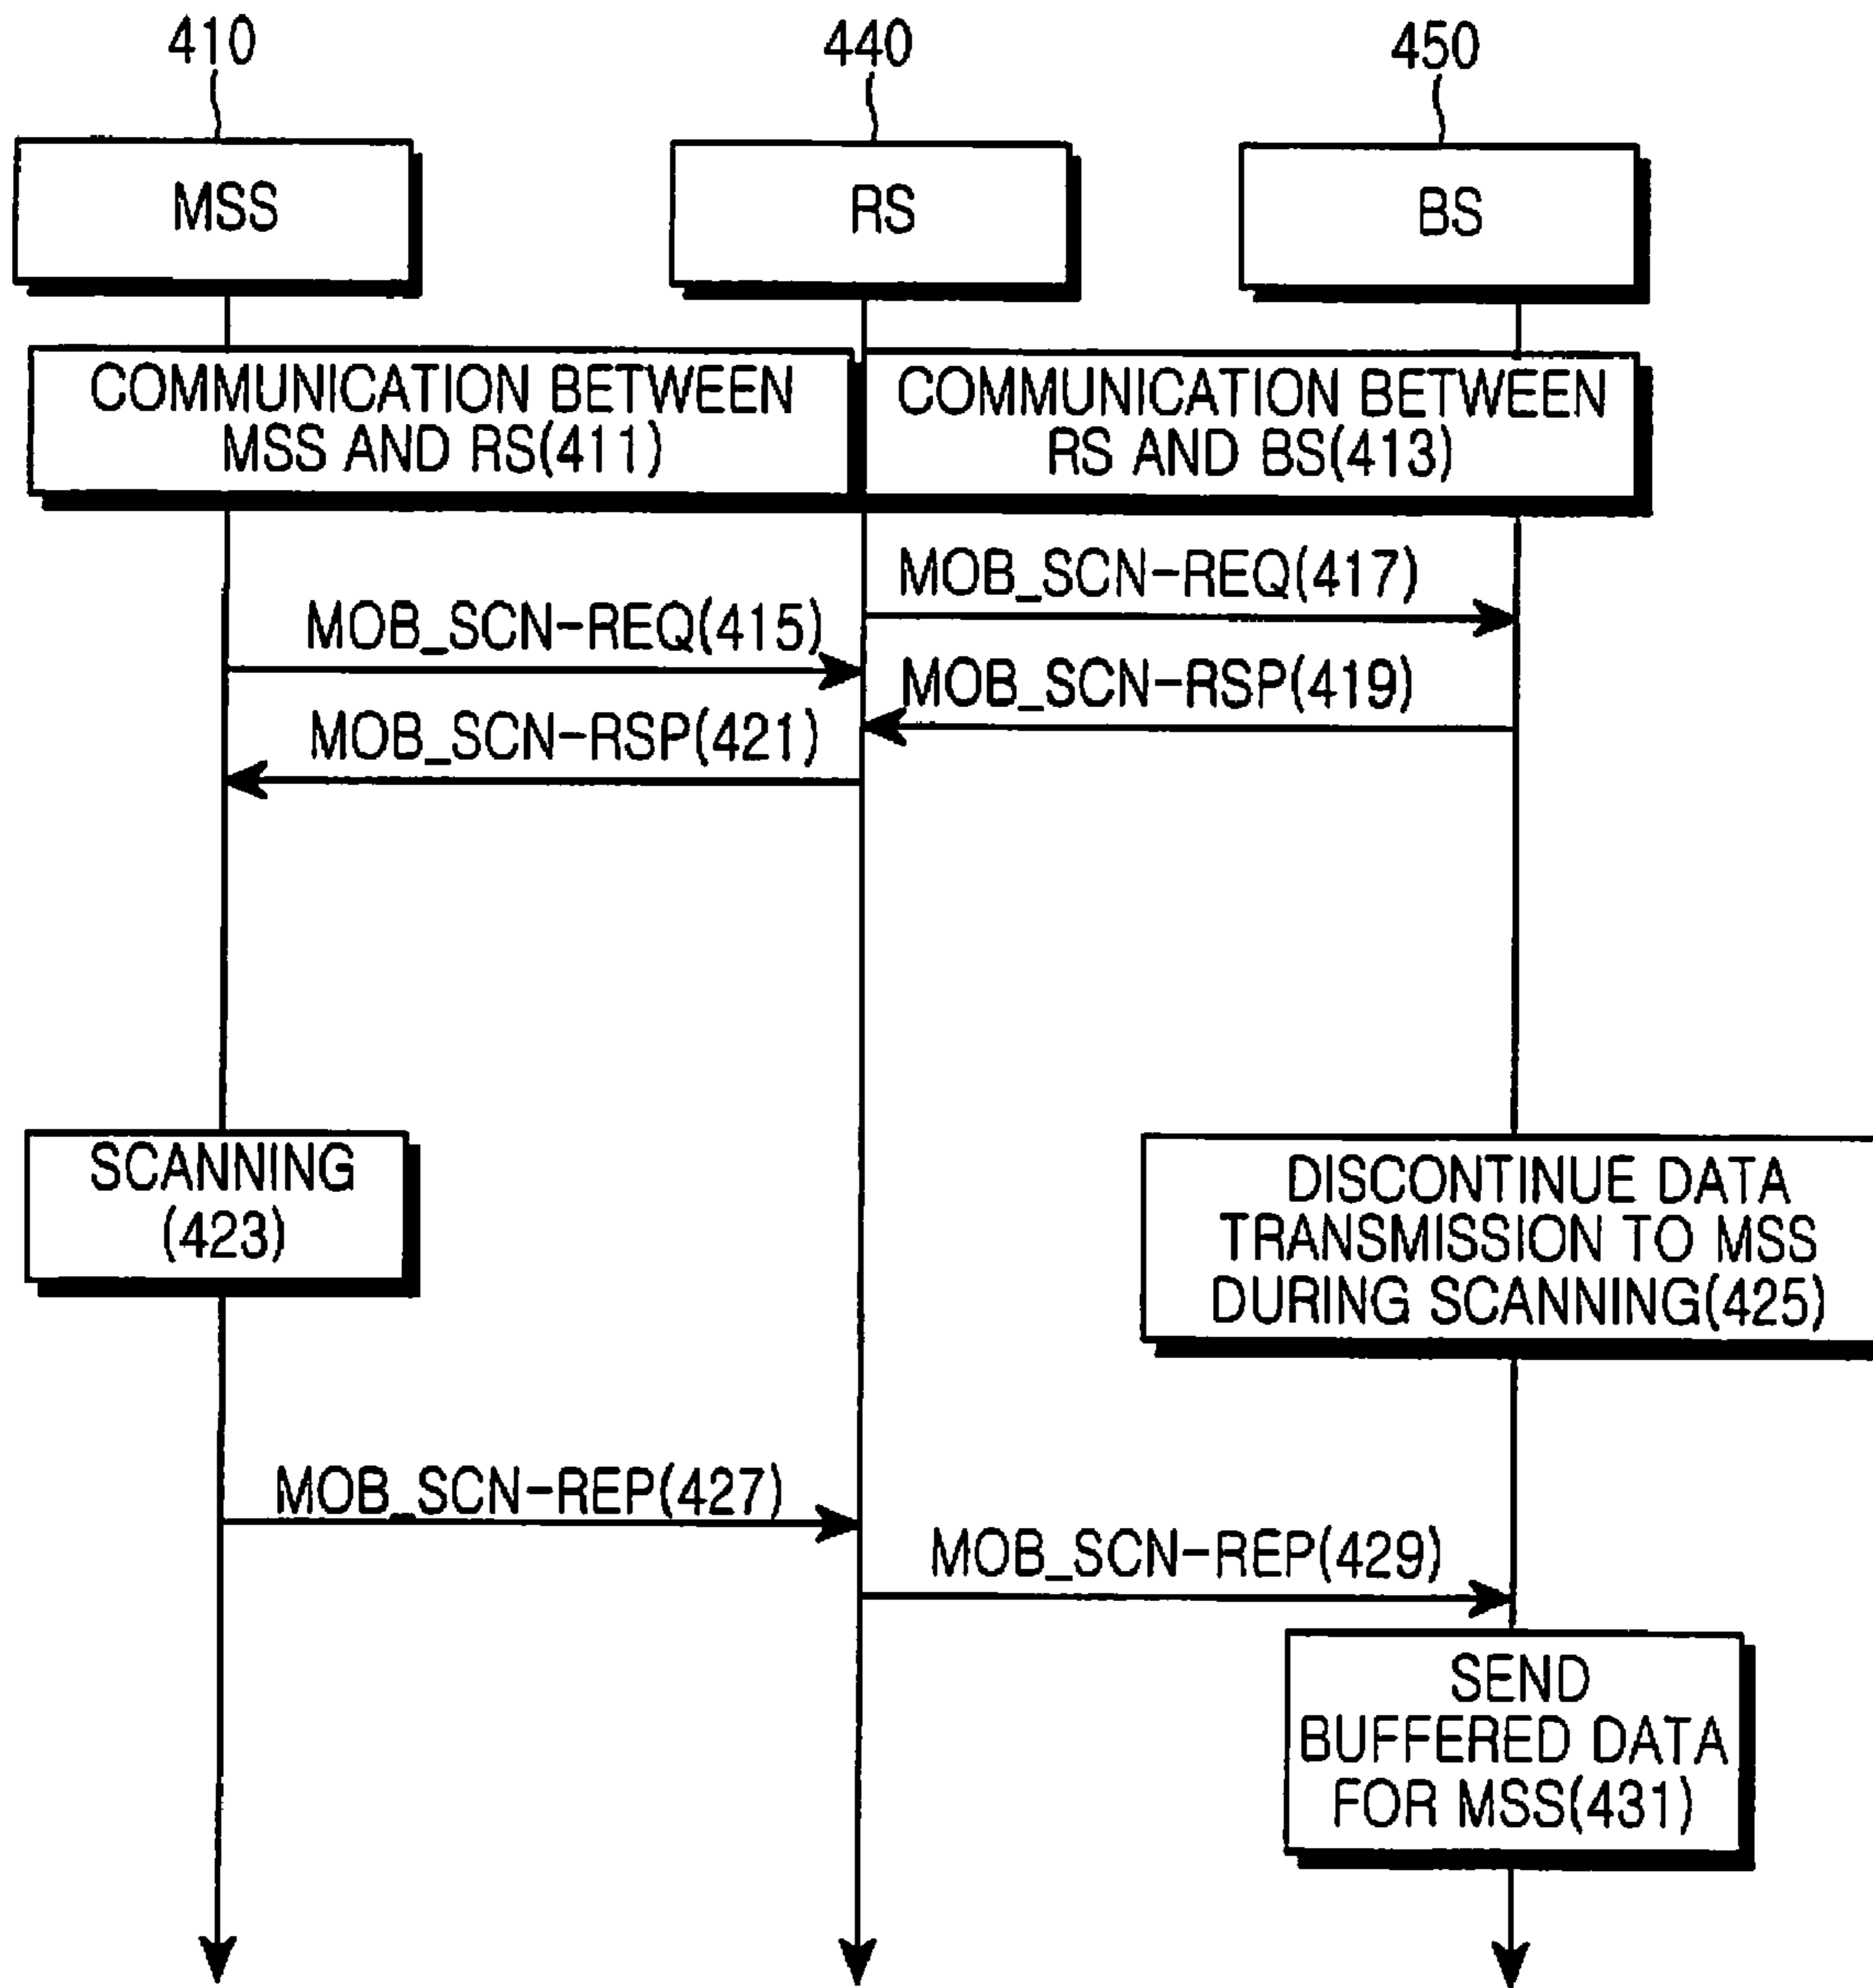 410
440
450
MSS
RS
BS
COMMUNICATION BETWEEN
MSS AND RS(411)
COMMUNICATION BETWEEN
RS AND BS(413)
MOB_SCN-REQ(417)
MOB_SCN-REQ(415)
MOB_SCN-RSP(419)
MOB_SCN-RSP(421)
SCANNING
(423)
DISCONTINUE DATA
TRANSMISSION TO MSS
DURING SCANNING(425)
MOB_SCN-REP(427)
MOB_SCN-REP(429)
SEND
BUFFERED DATA
FOR MSS(431)